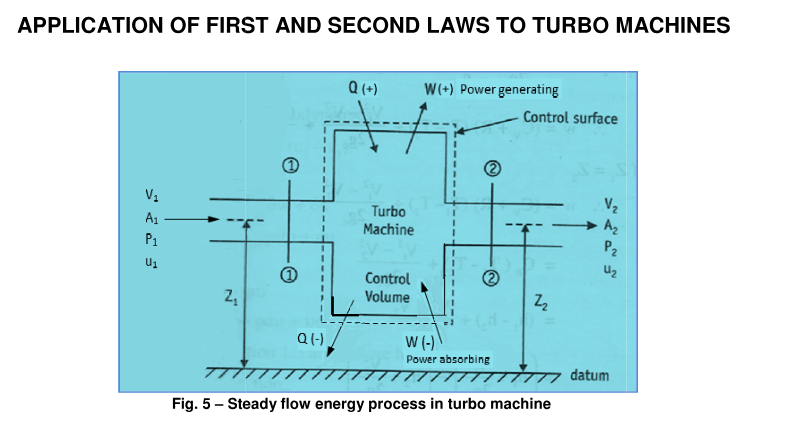 APPLICATION OF FIRST AND SECOND LAWS TO TURBO MACHINES
Q (+)
W (+) Power generating
Control surface
①
②
V₁
A₁
P₁
u₁
Turbo
Machine
V₂
A₂
P₂
u₂
①
②
Control
Volume
Z₁
Z₂
Q (-)
W (-)
Power absorbing
datum
Fig. 5 – Steady flow energy process in turbo machine